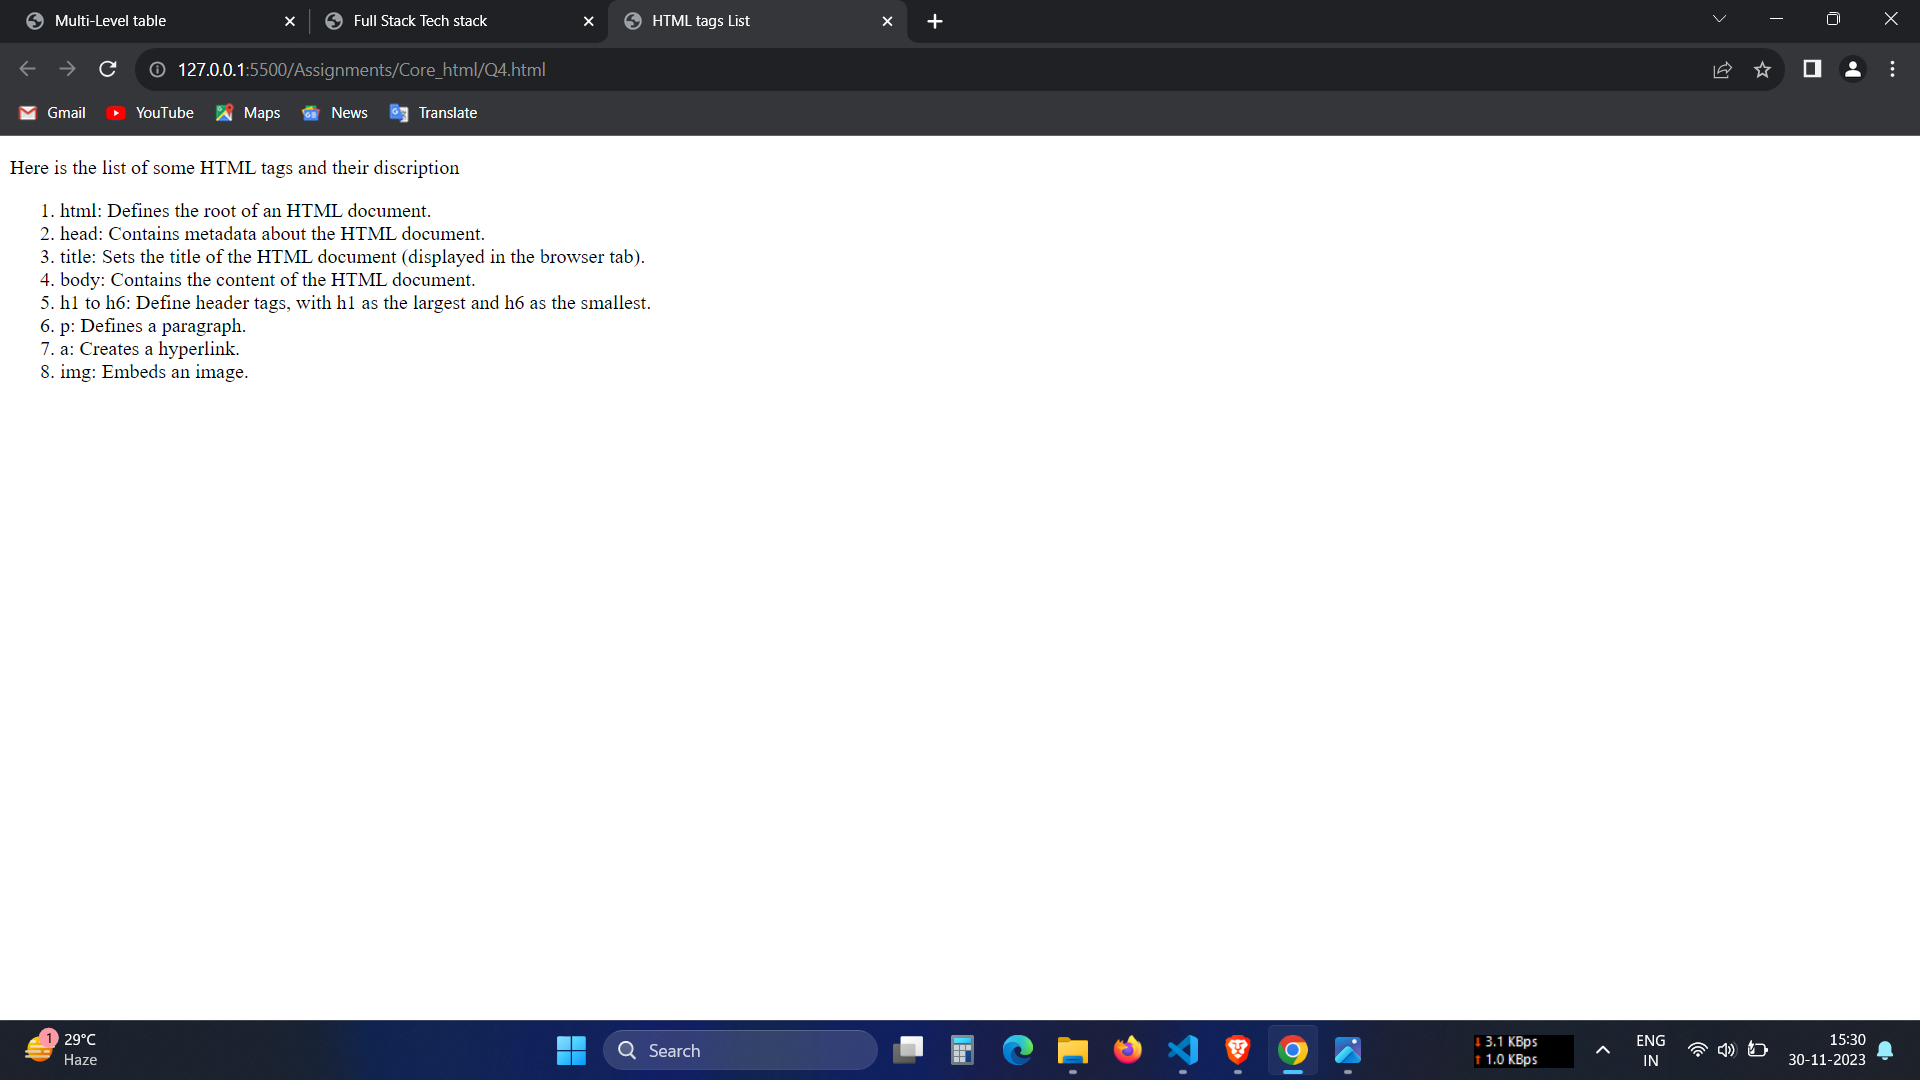 Multi-Level table
Full Stack Tech stack
HTML tags List
127.0.0.1:5500/Assignments/Core_html/Q4.html
Gmail YouTube Maps News Translate
Here is the list of some HTML tags and their discription
1. html: Defines the root of an HTML document.
2. head: Contains metadata about the HTML document.
3. title: Sets the title of the HTML document (displayed in the browser tab).
4. body: Contains the content of the HTML document.
5. h1 to h6: Define header tags, with h1 as the largest and h6 as the smallest.
6. p: Defines a paragraph.
7. a: Creates a hyperlink.
8. img: Embeds an image.
1
29°C
Haze
Search
3.1 KBps
1.0 KBps
ENG
IN
15:30
30-11-2023